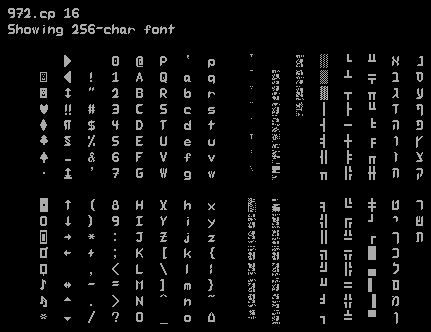 972.cp 16
Showing 256-char font
► 0 @ P ` p ░ └ ╨ א נ
☺ ◄ ! 1 A Q a q ▒ ┴ ╤ ב ס
☻ ↕ " 2 B R b r ▓ ┬ ╥ ג ע
♥ ‼ # 3 C S c s │ ├ ╙ ד ף
♦ ¶ $ 4 D T d t ┤ ─ ╘ ה פ
♣ § % 5 E U e u ╡ ┼ ╒ ו ץ
♠ ▬ & 6 F V f v ╢ ╞ ╓ ז צ
• ↨ ' 7 G W g w ╖ ╟ ╫ ח ק
◘ ↑ ( 8 H X h x ╕ ╚ ╪ ט ר
○ ↓ ) 9 I Y i y ╣ ╔ ┘ י ש
◙ → * : J Z j z ║ ╩ ┌ ך ת
♂ ← + ; K [ k { ╗ ╦ █ כ
♀ , < L \ l | ╝ ╠ ▄ ל
♪ ↔ - = M ] m } ╜ ═ ▌ ם
♫ . > N ^ n ~ ╛ ╬ ▐ מ
☼ ▼ / ? O _ o ⌂ ┐ ╧ ▀ ן